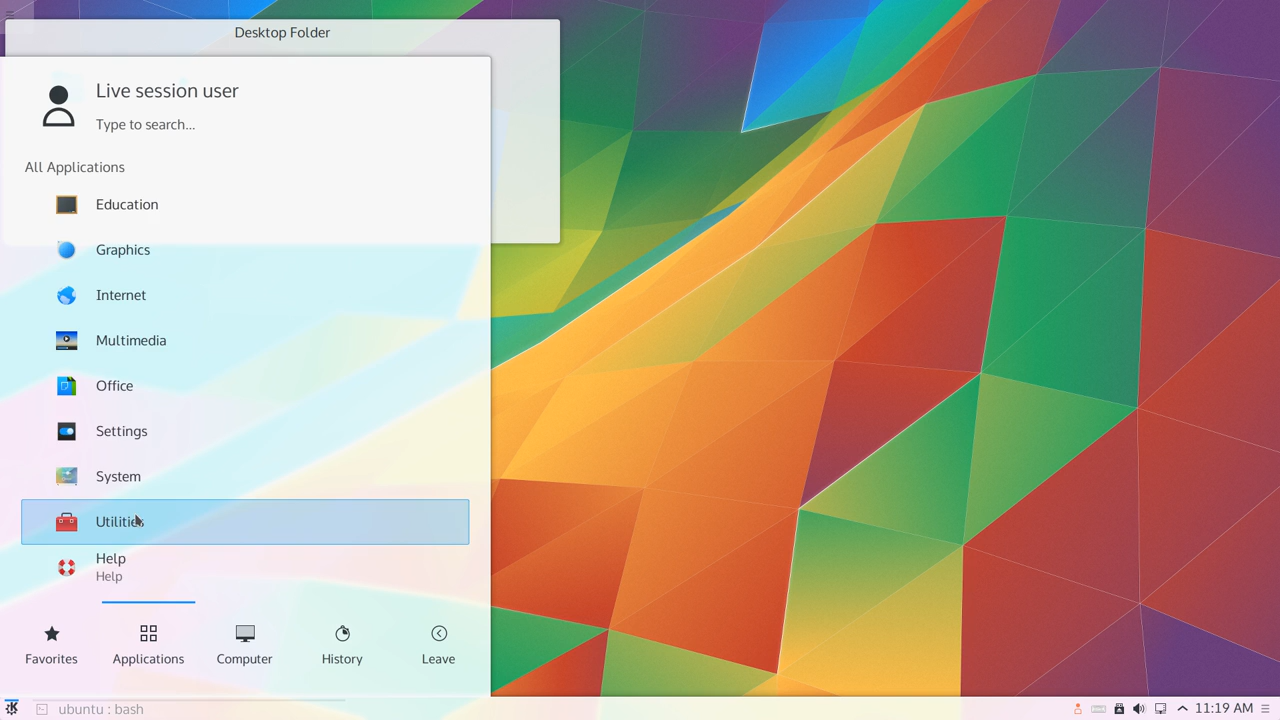 Desktop Folder
Live session user
Type to search...
All Applications
Education
Graphics
Internet
Multimedia
Office
Settings
System
Utilities
Help
Help
Favorites
Applications
Computer
History
Leave
ubuntu : bash
11:19 AM